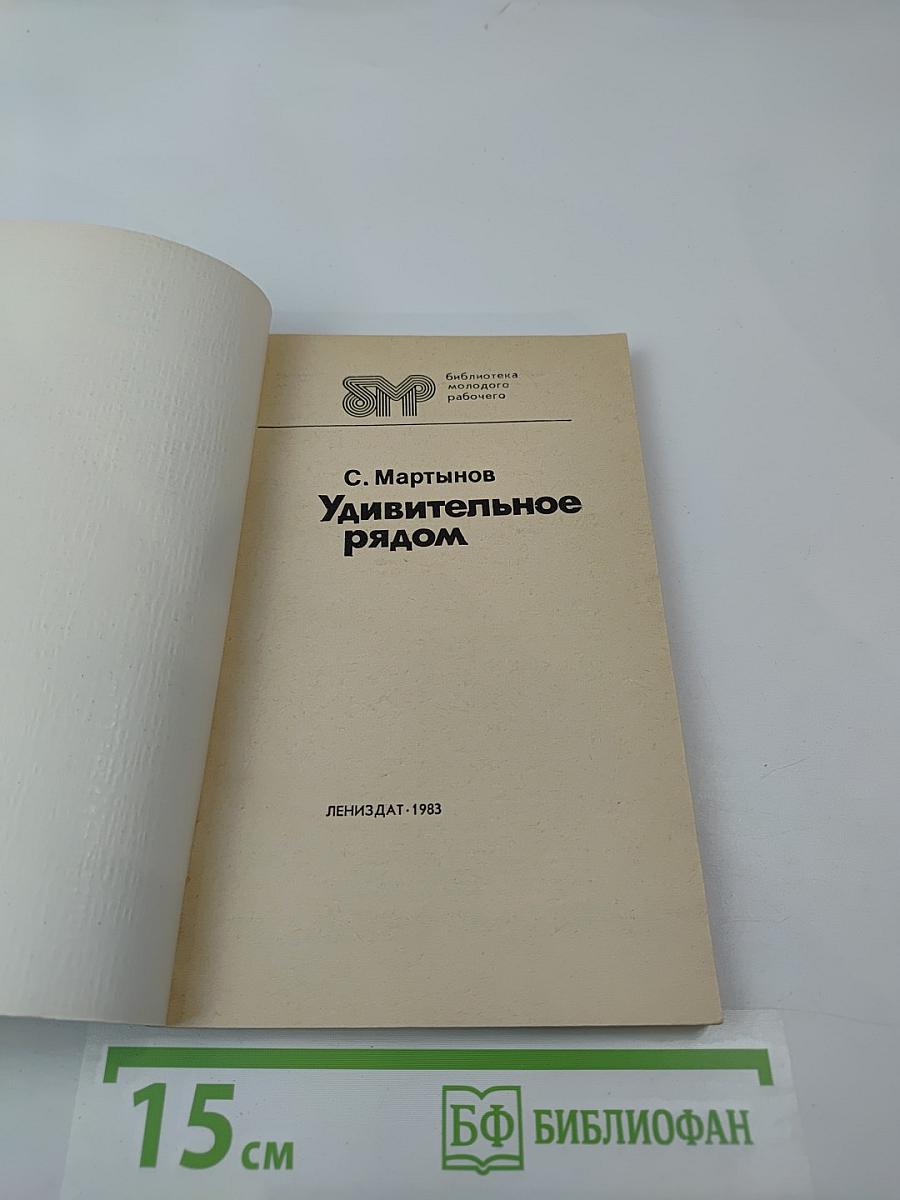 бмр
библиотека
молодого
рабочего
С. Мартынов
Удивительное
рядом
ЛЕНИЗДАТ·1983
15 см
БФ БИБЛИОФАН